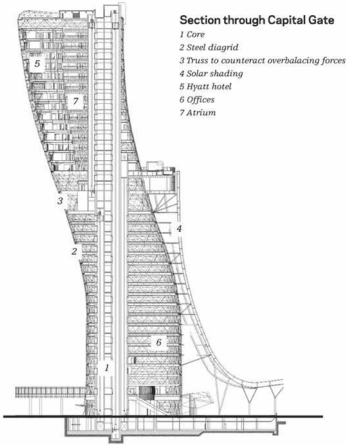 Section through Capital Gate
1 Core
2 Steel diagrid
3 Truss to counteract overbalancing forces
4 Solar shading
5 Hyatt hotel
6 Offices
7 Atrium
5
7
3
4
2
6
1